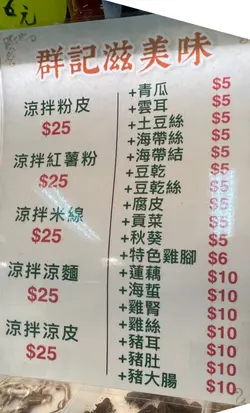 6元
群記滋美味
涼拌粉皮
$25
涼拌紅薯粉
$25
涼拌米線
$25
涼拌涼麵
$25
涼拌涼皮
$25
+青瓜 $5
+雲耳 $5
+土豆絲 $5
+海帶絲 $5
+海帶結 $5
+豆乾 $5
+豆乾絲 $5
+腐皮 $5
+貢菜 $5
+秋葵 $5
+特色雞腳 $6
+蓮藕 $10
+海蜇 $10
+雞腎 $10
+雞絲 $10
+豬耳 $10
+豬肚 $10
+豬大腸 $10